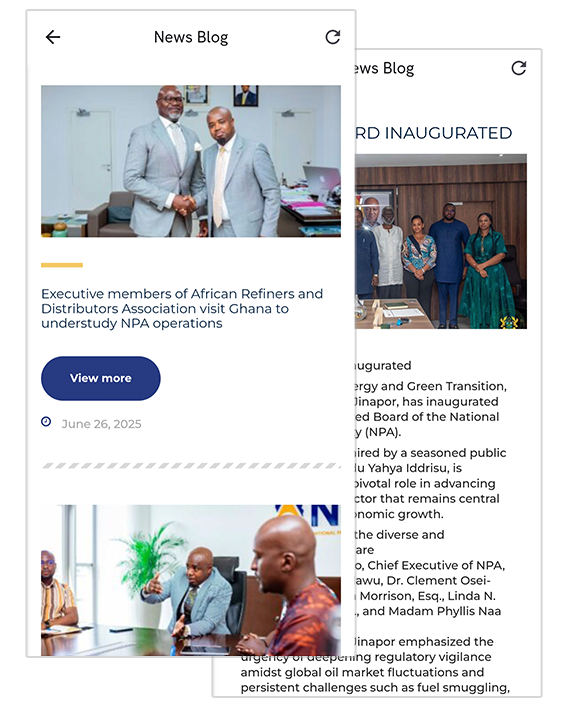 News Blog
Executive members of African Refiners and
Distributors Association visit Ghana to
understudy NPA operations
View more
June 26, 2025
ews Blog
RD INAUGURATED
augurated
ergy and Green Transition,
Jinapor, has inaugurated
ed Board of the National
y (NPA).
aired by a seasoned public
du Yahya Iddrisu, is
pivotal role in advancing
ctor that remains central
onomic growth.
the diverse and
are
o, Chief Executive of NPA,
awu, Dr. Clement Osei-
Morrison, Esq., Linda N.
., and Madam Phyllis Naa
Jinapor emphasized the
urgency of deepening regulatory vigilance
amidst global oil market fluctuations and
persistent challenges such as fuel smuggling,